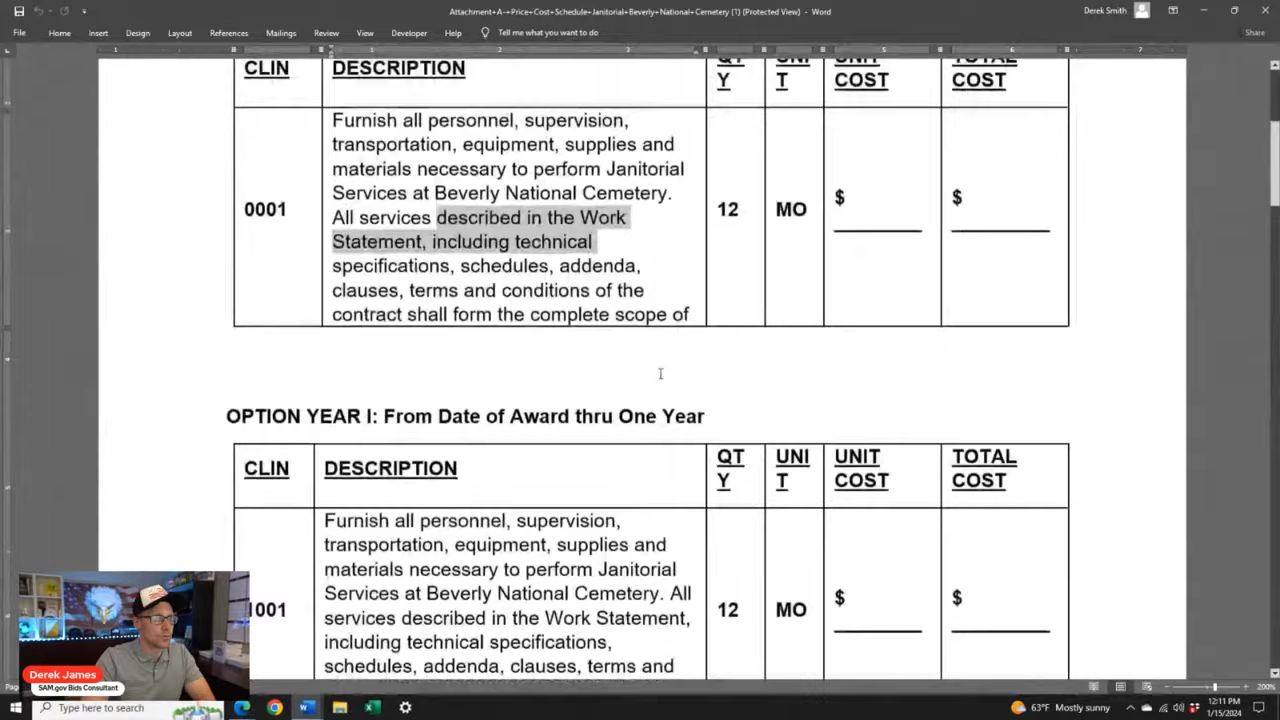 Attachment+A-+Price+Cost+Schedule+Janitorial+Beverly+National+Cemetery (1) (Protected View) - Word
Derek Smith
File Home Insert Draw Design Layout References Mailings Review View Developer Help Tell me what you want to do
Share
CLIN DESCRIPTION QT Y UNI T UNIT COST TOTAL COST
Furnish all personnel, supervision,
transportation, equipment, supplies and
materials necessary to perform Janitorial
Services at Beverly National Cemetery.
All services described in the Work
Statement, including technical
specifications, schedules, addenda,
clauses, terms and conditions of the
contract shall form the complete scope of
0001
12 MO $ $
OPTION YEAR I: From Date of Award thru One Year
CLIN DESCRIPTION QT Y UNI T UNIT COST TOTAL COST
Furnish all personnel, supervision,
transportation, equipment, supplies and
materials necessary to perform Janitorial
Services at Beverly National Cemetery. All
services described in the Work Statement,
including technical specifications,
schedules, addenda, clauses, terms and
1001
12 MO $ $
Derek James
SAM.gov Bids Consultant
200%
Type here to search
63°F Mostly sunny
12:11 PM
1/15/2024